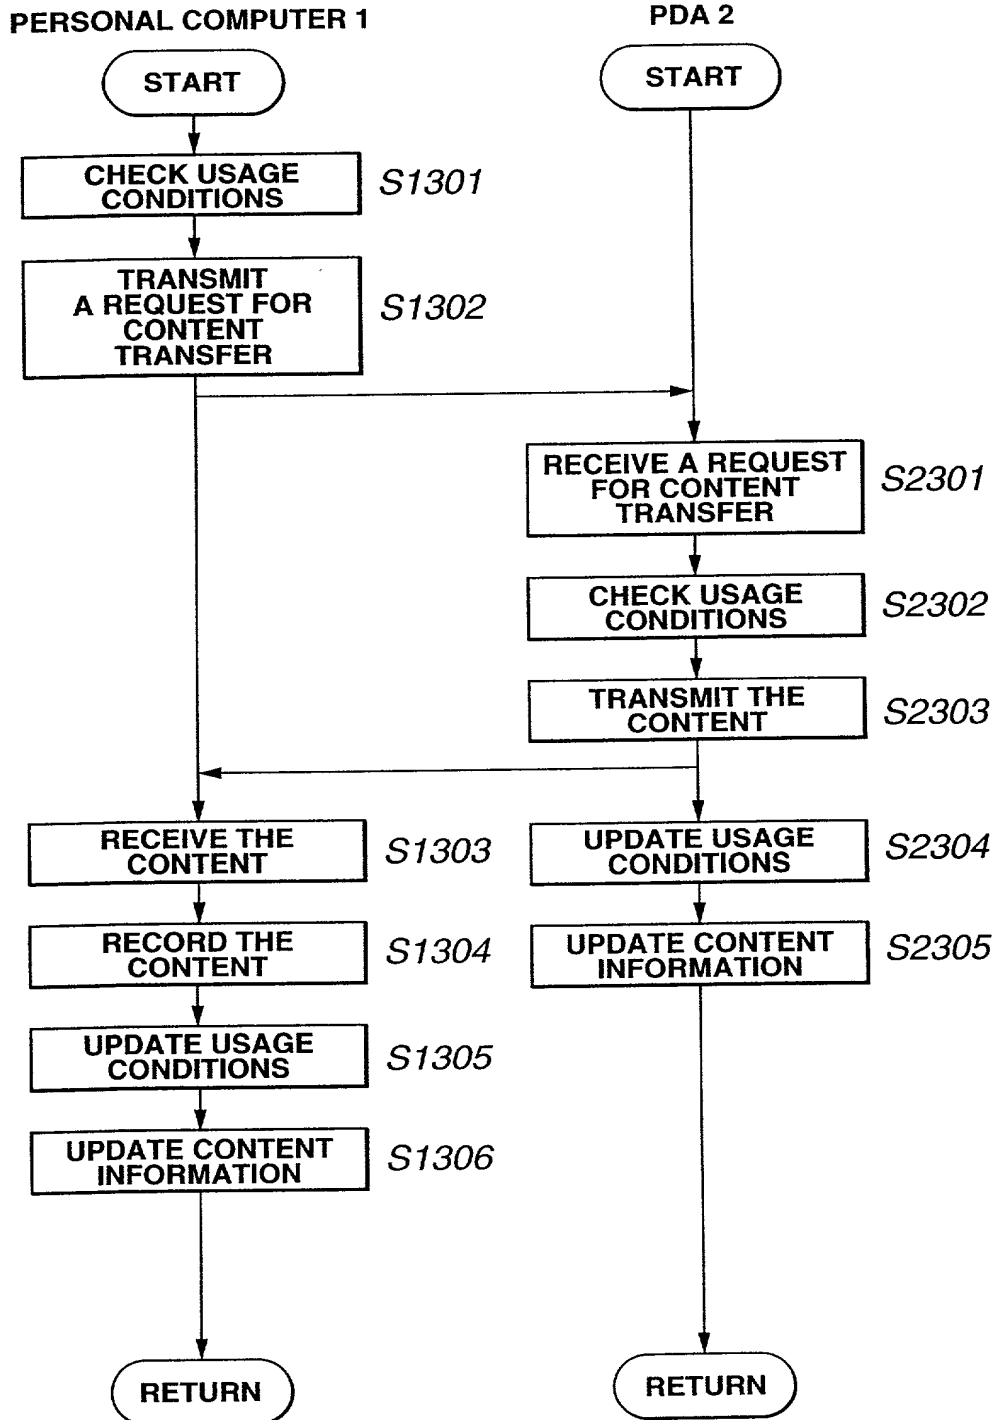 PERSONAL COMPUTER 1
PDA 2
START
START
CHECK USAGE
CONDITIONS
S1301
TRANSMIT
A REQUEST FOR
CONTENT
TRANSFER
S1302
RECEIVE A REQUEST
FOR CONTENT
TRANSFER
S2301
CHECK USAGE
CONDITIONS
S2302
TRANSMIT THE
CONTENT
S2303
RECEIVE THE
CONTENT
S1303
UPDATE USAGE
CONDITIONS
S2304
RECORD THE
CONTENT
S1304
UPDATE CONTENT
INFORMATION
S2305
UPDATE USAGE
CONDITIONS
S1305
UPDATE CONTENT
INFORMATION
S1306
RETURN
RETURN